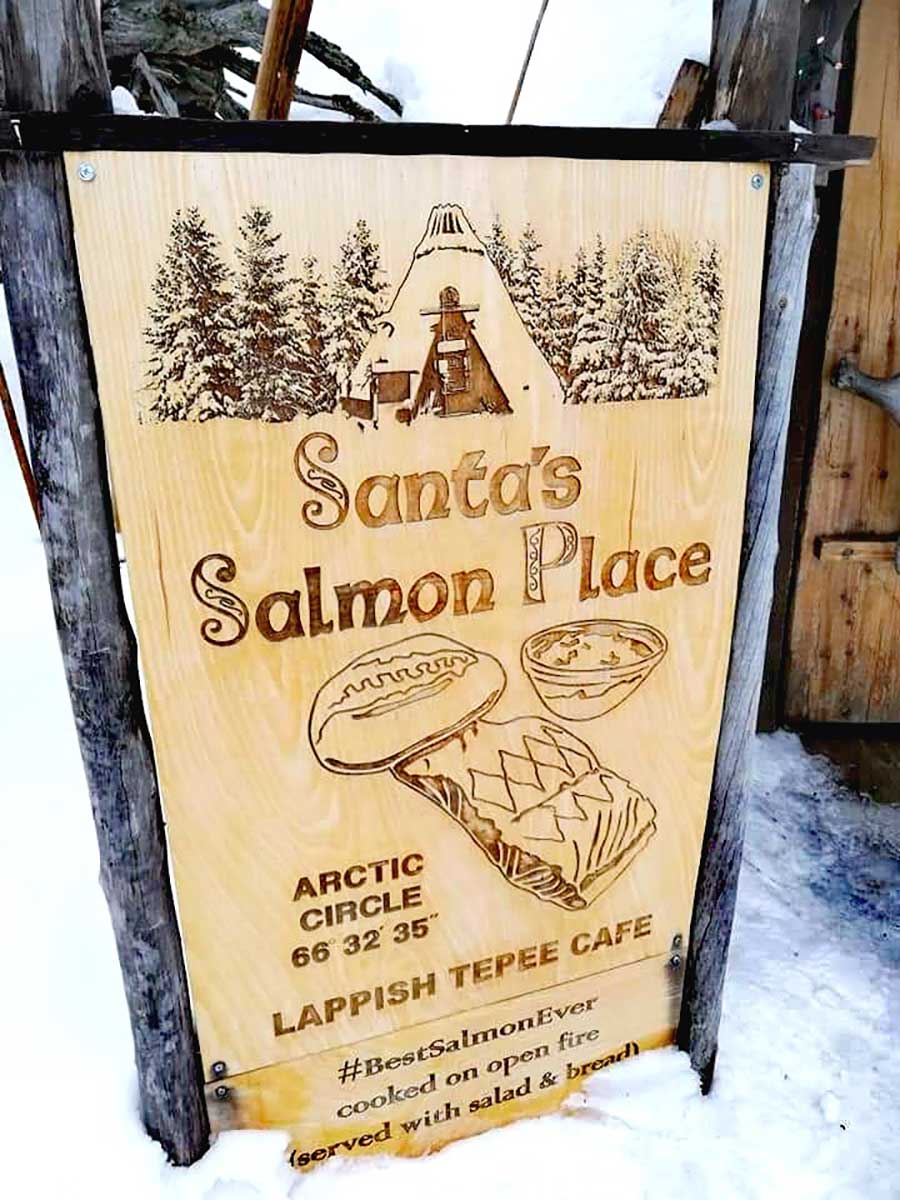 Santa's
Salmon Place
ARCTIC
CIRCLE
66° 32' 35"
LAPPISH TEPEE CAFE
#BestSalmonEver
cooked on open fire
(served with salad & bread)